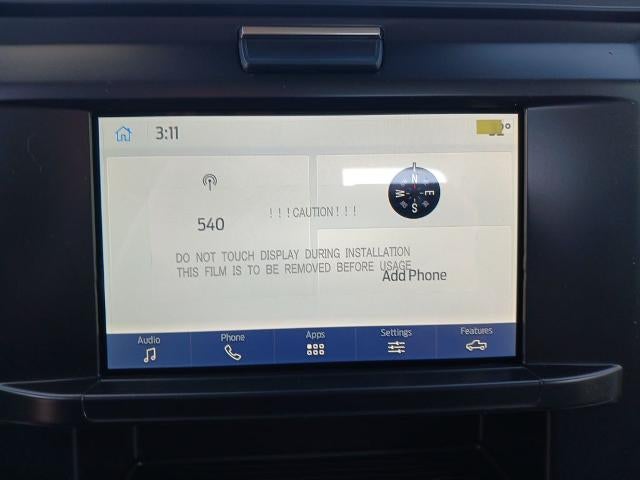 3:11
540
N
W
E
S
! ! ! CAUTION ! ! !
DO NOT TOUCH DISPLAY DURING INSTALLATION
THIS FILM IS TO BE REMOVED BEFORE USAGE
Add Phone
Audio
Phone
Apps
Settings
Features